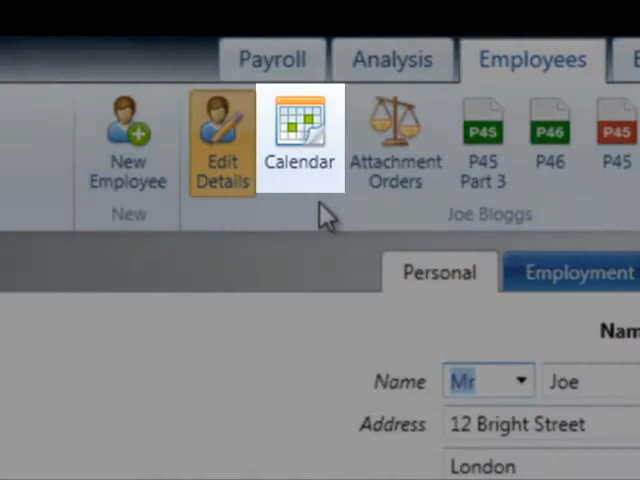 Payroll Analysis Employees
New Employee
Edit Details
Calendar
Attachment Orders
P45
P45 Part 3
P46
P46
P45
P45
New
Joe Bloggs
Personal Employment
Name Mr Joe
Address 12 Bright Street
London